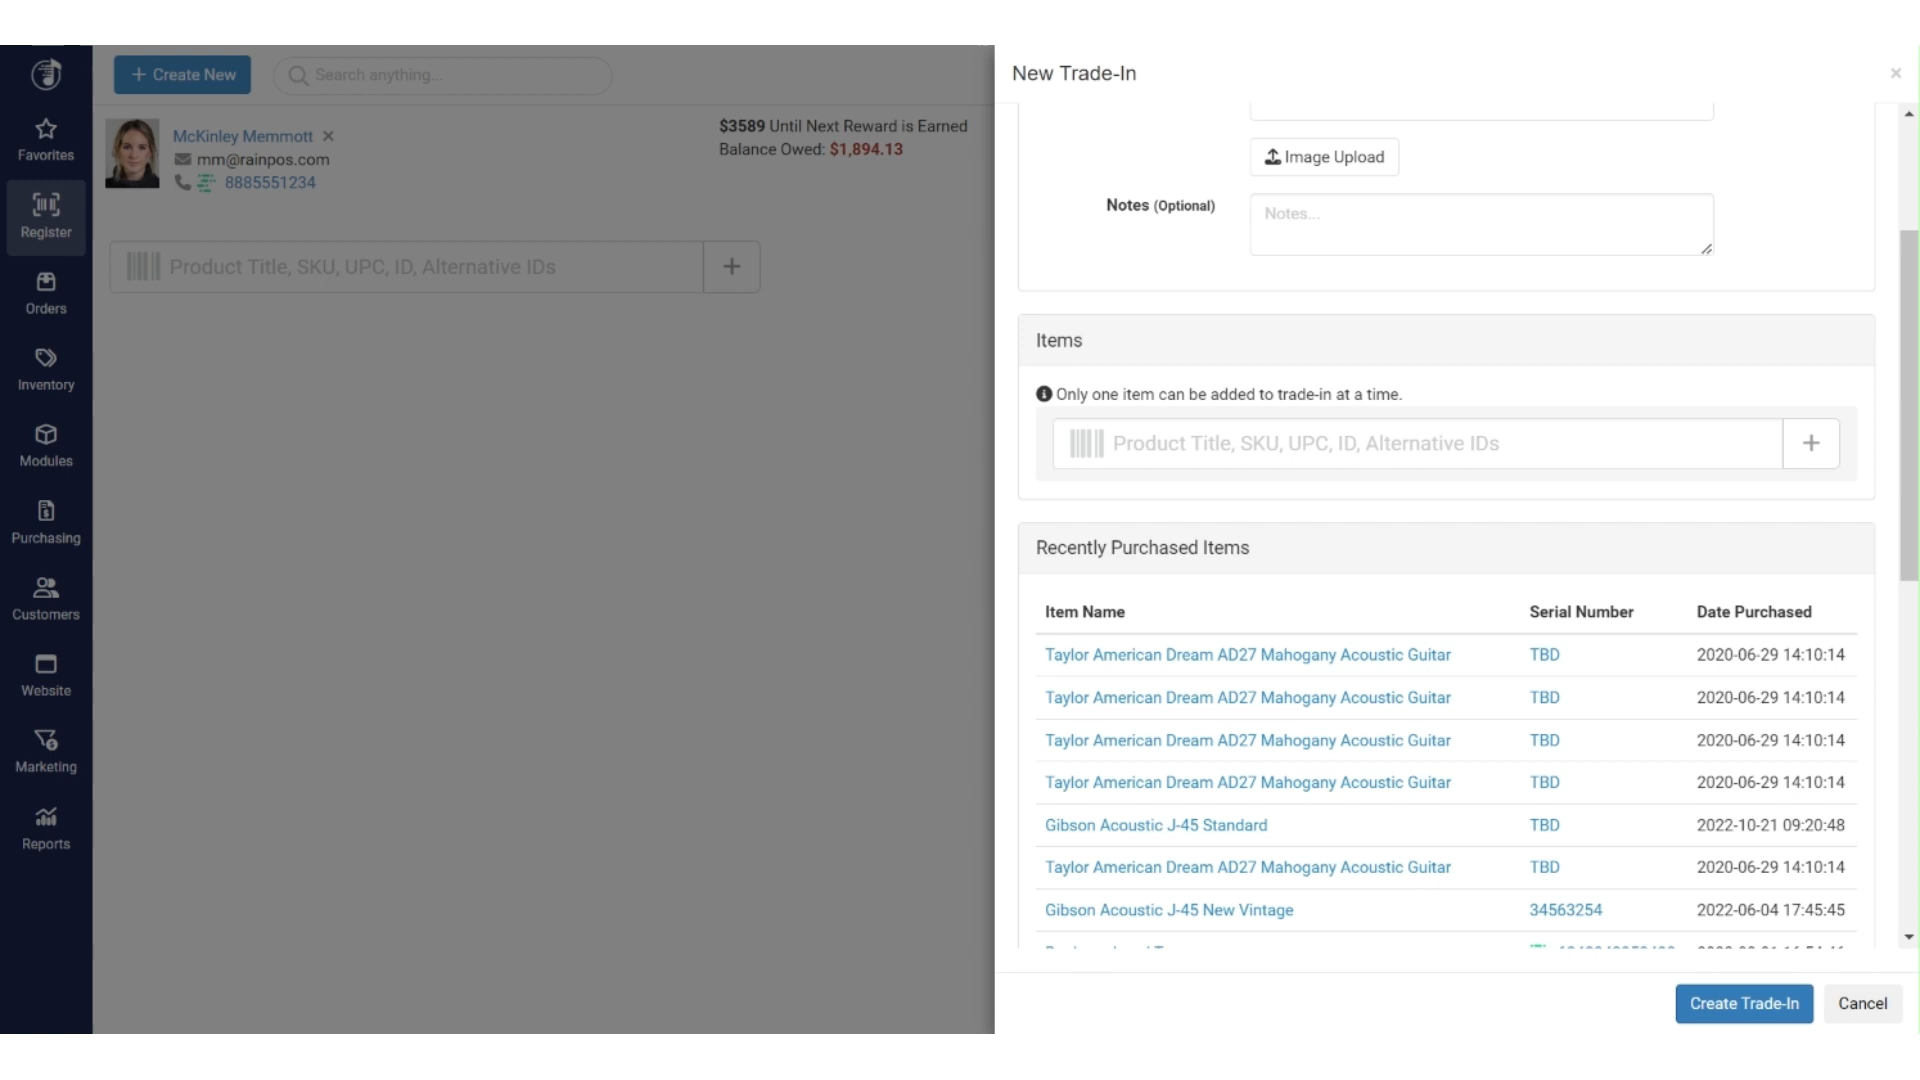 Create New
Search anything...
New Trade-In
Favorites
Register
Orders
Inventory
Modules
Purchasing
Customers
Website
Marketing
Reports
McKinley Memmott
mm@rainpos.com
8885551234
$3589 Until Next Reward is Earned
Balance Owed: $1,894.13
Product Title, SKU, UPC, ID, Alternative IDs
Image Upload
Notes (Optional)
Notes...
Items
Only one item can be added to trade-in at a time.
Product Title, SKU, UPC, ID, Alternative IDs
Recently Purchased Items
Item Name Serial Number Date Purchased
Taylor American Dream AD27 Mahogany Acoustic Guitar TBD 2020-06-29 14:10:14
Taylor American Dream AD27 Mahogany Acoustic Guitar TBD 2020-06-29 14:10:14
Taylor American Dream AD27 Mahogany Acoustic Guitar TBD 2020-06-29 14:10:14
Taylor American Dream AD27 Mahogany Acoustic Guitar TBD 2020-06-29 14:10:14
Gibson Acoustic J-45 Standard TBD 2022-10-21 09:20:48
Taylor American Dream AD27 Mahogany Acoustic Guitar TBD 2020-06-29 14:10:14
Gibson Acoustic J-45 New Vintage 34563254 2022-06-04 17:45:45
Create Trade-In
Cancel